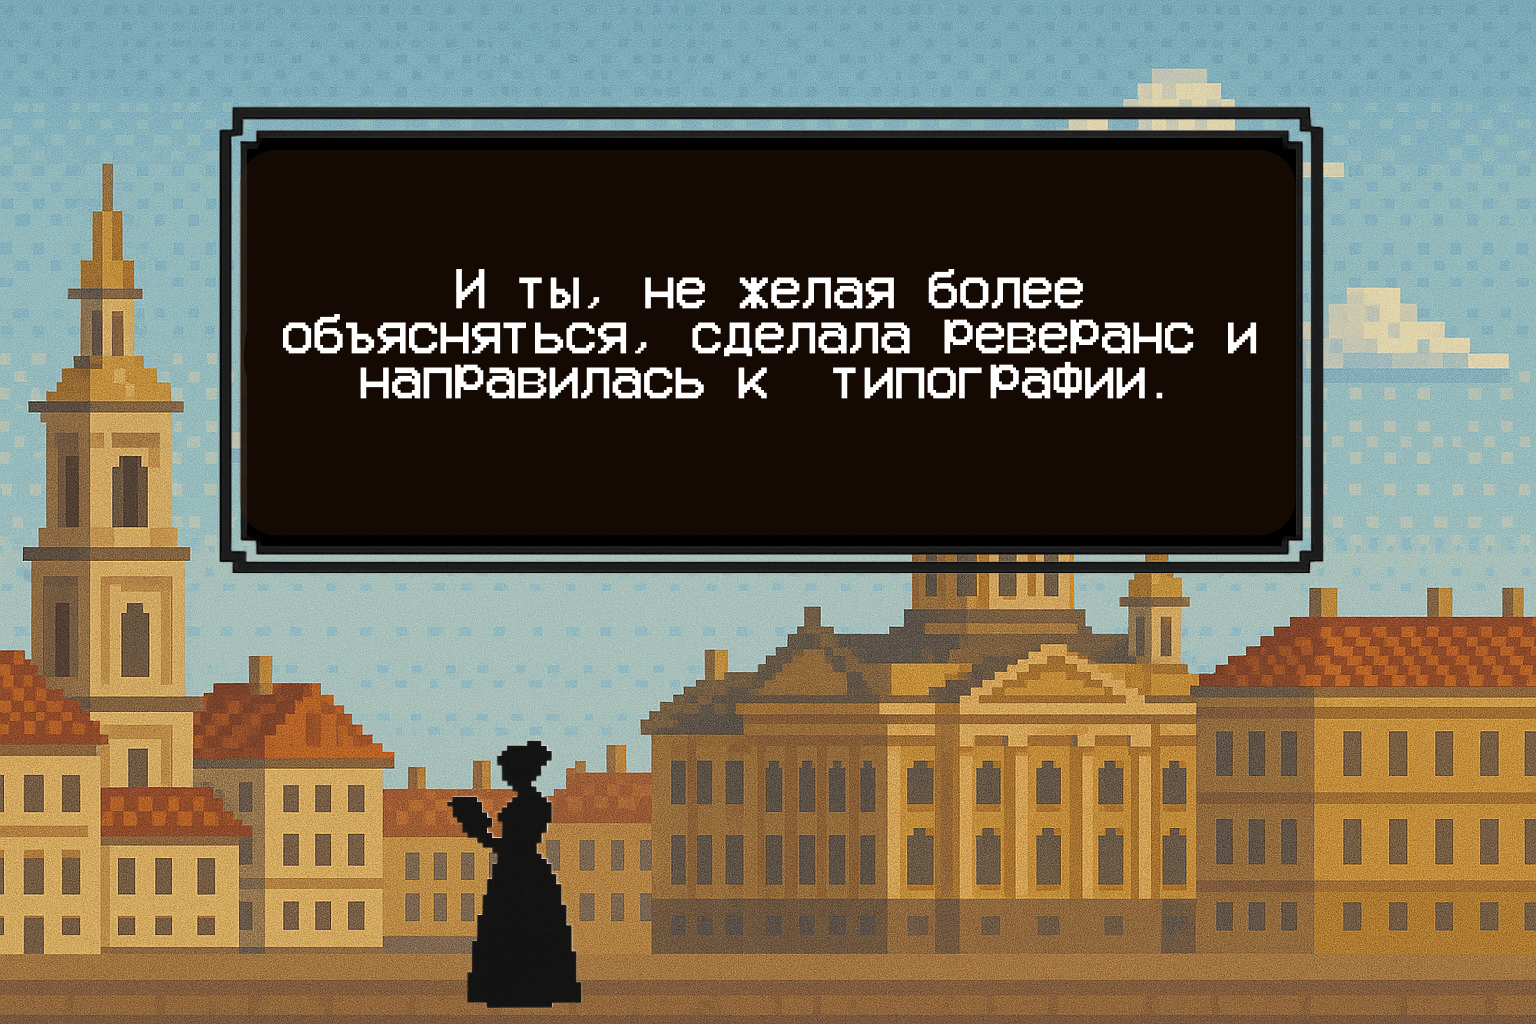 И ты, не желая более
объясняться, сделала реверанс и
направилась к  типографии.